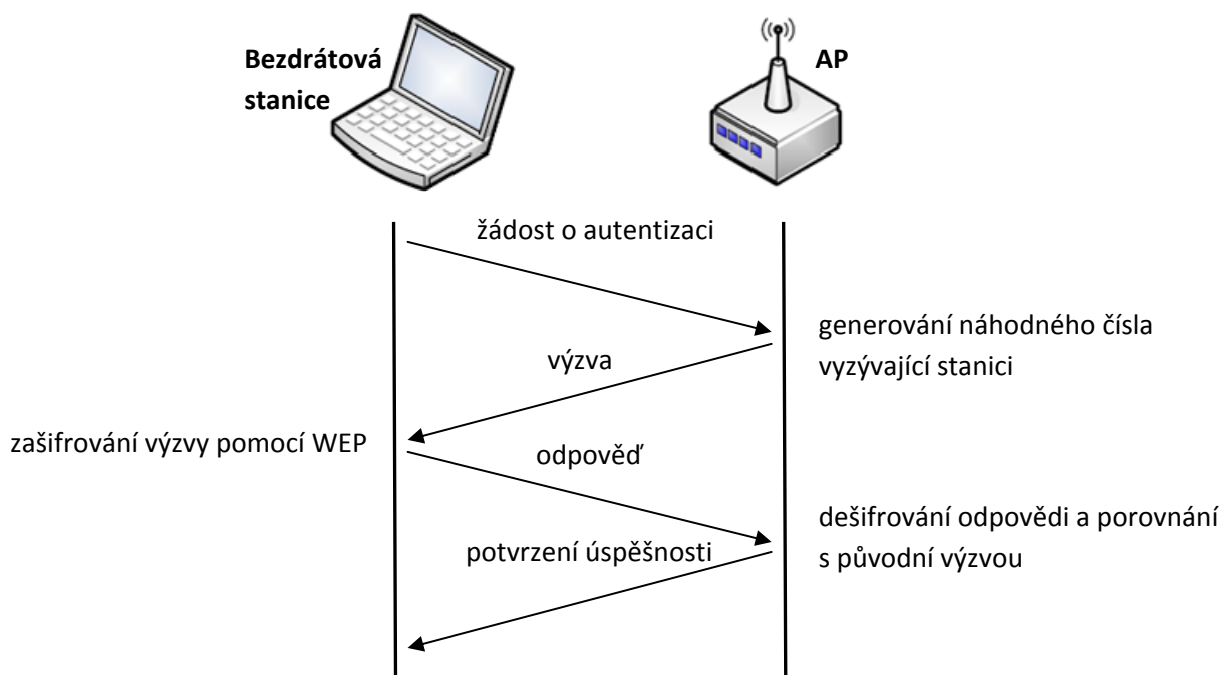 Bezdrátová
stanice
AP
žádost o autentizaci
generování náhodného čísla
vyzývající stanici
výzva
zašifrování výzvy pomocí WEP
odpověď
dešifrování odpovědi a porovnání
s původní výzvou
potvrzení úspěšnosti